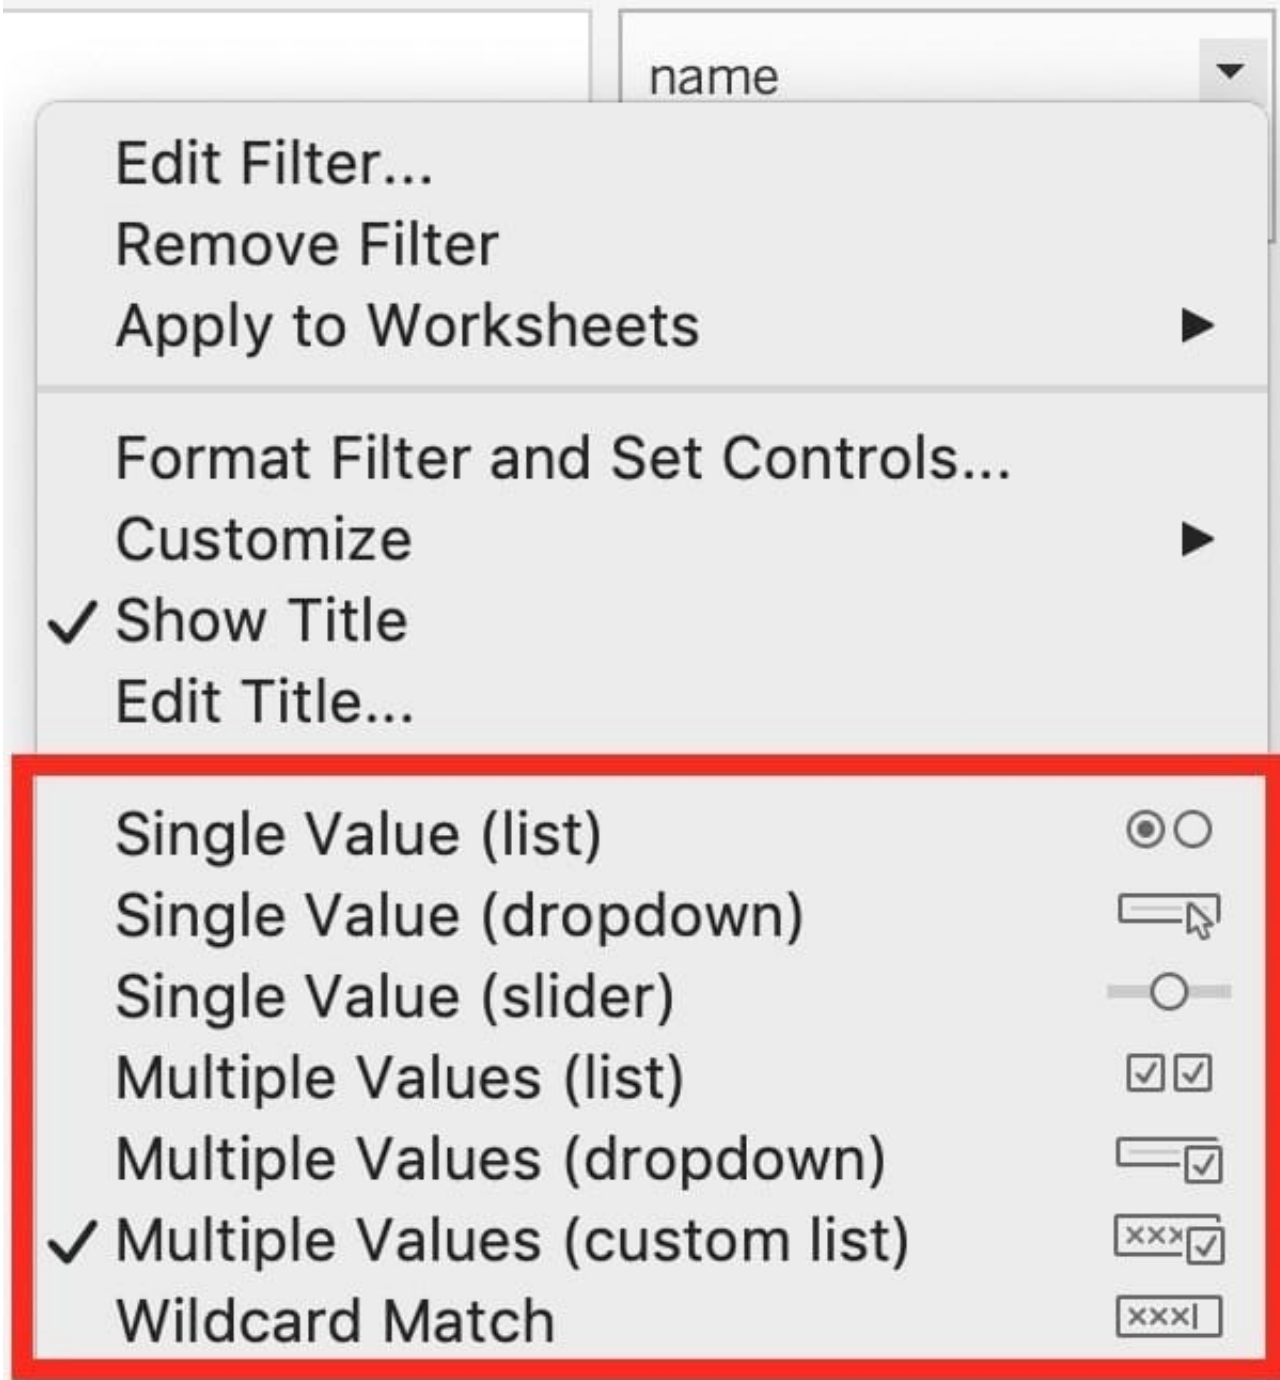 name
Edit Filter...
Remove Filter
Apply to Worksheets
Format Filter and Set Controls...
Customize
Show Title
Edit Title...
Single Value (list)
Single Value (dropdown)
Single Value (slider)
Multiple Values (list)
Multiple Values (dropdown)
Multiple Values (custom list)
Wildcard Match